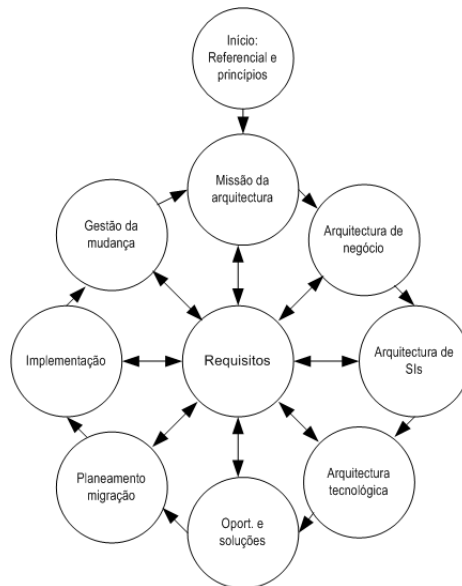 Início:
Referencial e
princípios
Missão da
arquitectura
Gestão da
mudança
Arquitectura de
negócio
Implementação
Requisitos
Arquitectura de
SIs
Planeamento
migração
Arquitectura
tecnológica
Oport. e
soluções